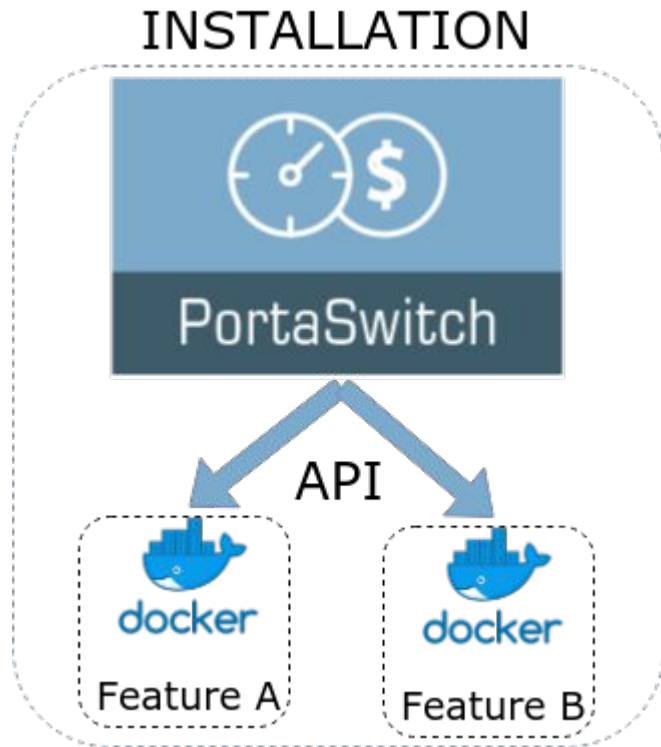 INSTALLATION
$
PortaSwitch
API
docker
docker
Feature A
Feature B